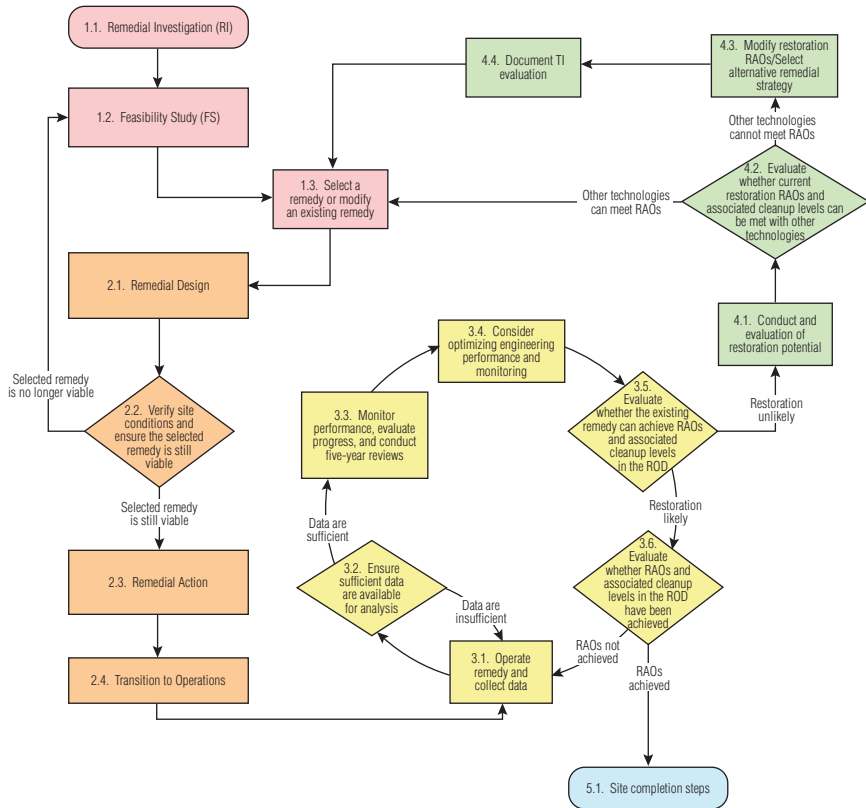 1.1. Remedial Investigation (RI)
1.2. Feasibility Study (FS)
1.3. Select a
remedy or modify
an existing remedy
4.4. Document TI
evaluation
4.3. Modify restoration
RAOs/Select
alternative remedial
strategy
Other technologies
cannot meet RAOs
4.2. Evaluate
whether current
restoration RAOs and
associated cleanup levels can
be met with other
technologies
Other technologies
can meet RAOs
4.1. Conduct and
evaluation of
restoration potential
Restoration
unlikely
2.1. Remedial Design
Selected remedy
is no longer viable
2.2. Verify site
conditions and
ensure the selected
remedy is still
viable
Selected remedy
is still viable
2.3. Remedial Action
2.4. Transition to Operations
3.4. Consider
optimizing engineering
performance and
monitoring
3.3. Monitor
performance, evaluate
progress, and conduct
five-year reviews
3.5.
Evaluate
whether the existing
remedy can achieve RAOs
and associated
cleanup levels
in the ROD
Restoration
likely
Data are
sufficient
3.2. Ensure
sufficient data
are available
for analysis
Data are
insufficient
3.1. Operate
remedy and
collect data
3.6.
Evaluate
whether RAOs and
associated cleanup
levels in the ROD
have been
achieved
RAOs not
achieved
RAOs
achieved
5.1. Site completion steps